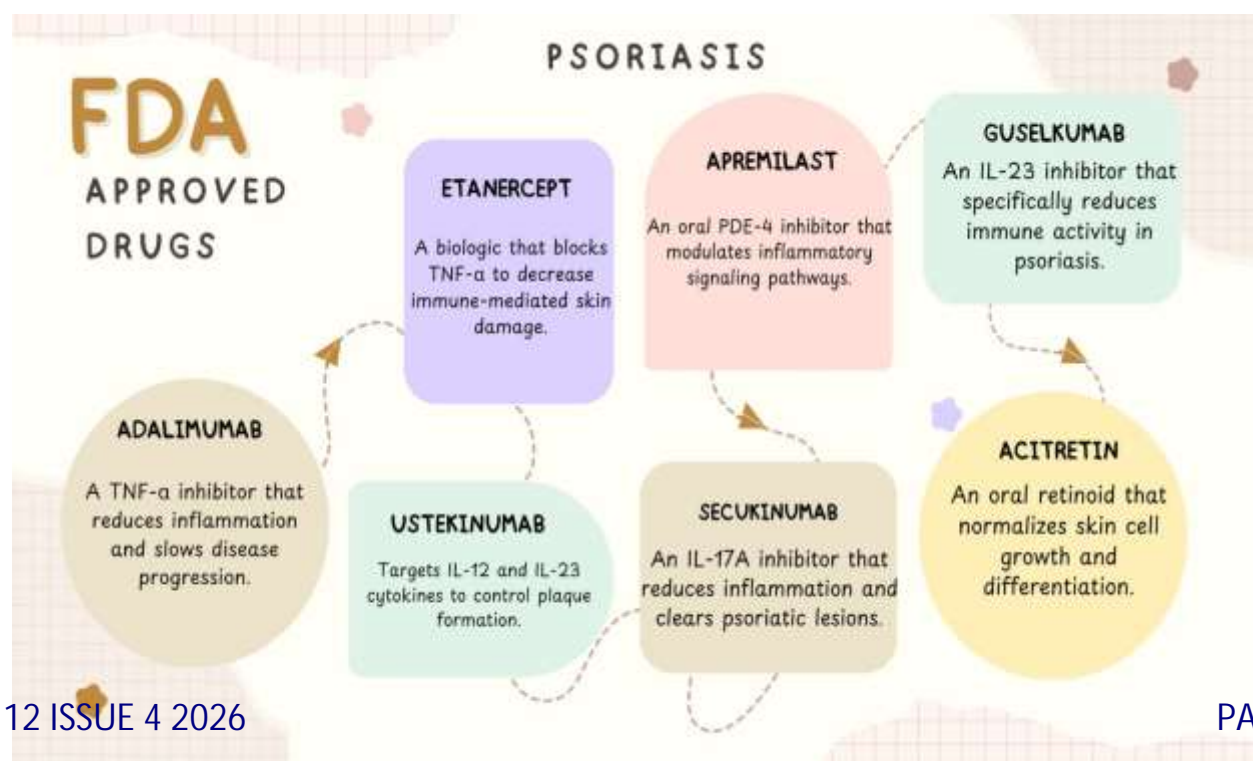 PSORIASIS
FDA
APPROVED
DRUGS
ADALIMUMAB
A TNF-α inhibitor that
reduces inflammation
and slows disease
progression.
ETANERCEPT
A biologic that blocks
TNF-α to decrease
immune-mediated skin
damage.
USTEKINUMAB
Targets IL-12 and IL-23
cytokines to control plaque
formation.
APREMILAST
An oral PDE-4 inhibitor that
modulates inflammatory
signaling pathways.
SECUKINUMAB
An IL-17A inhibitor that
reduces inflammation and
clears psoriatic lesions.
GUSELKUMAB
An IL-23 inhibitor that
specifically reduces
immune activity in
psoriasis.
ACITRETIN
An oral retinoid that
normalizes skin cell
growth and
differentiation.
12 ISSUE 4 2026
PA